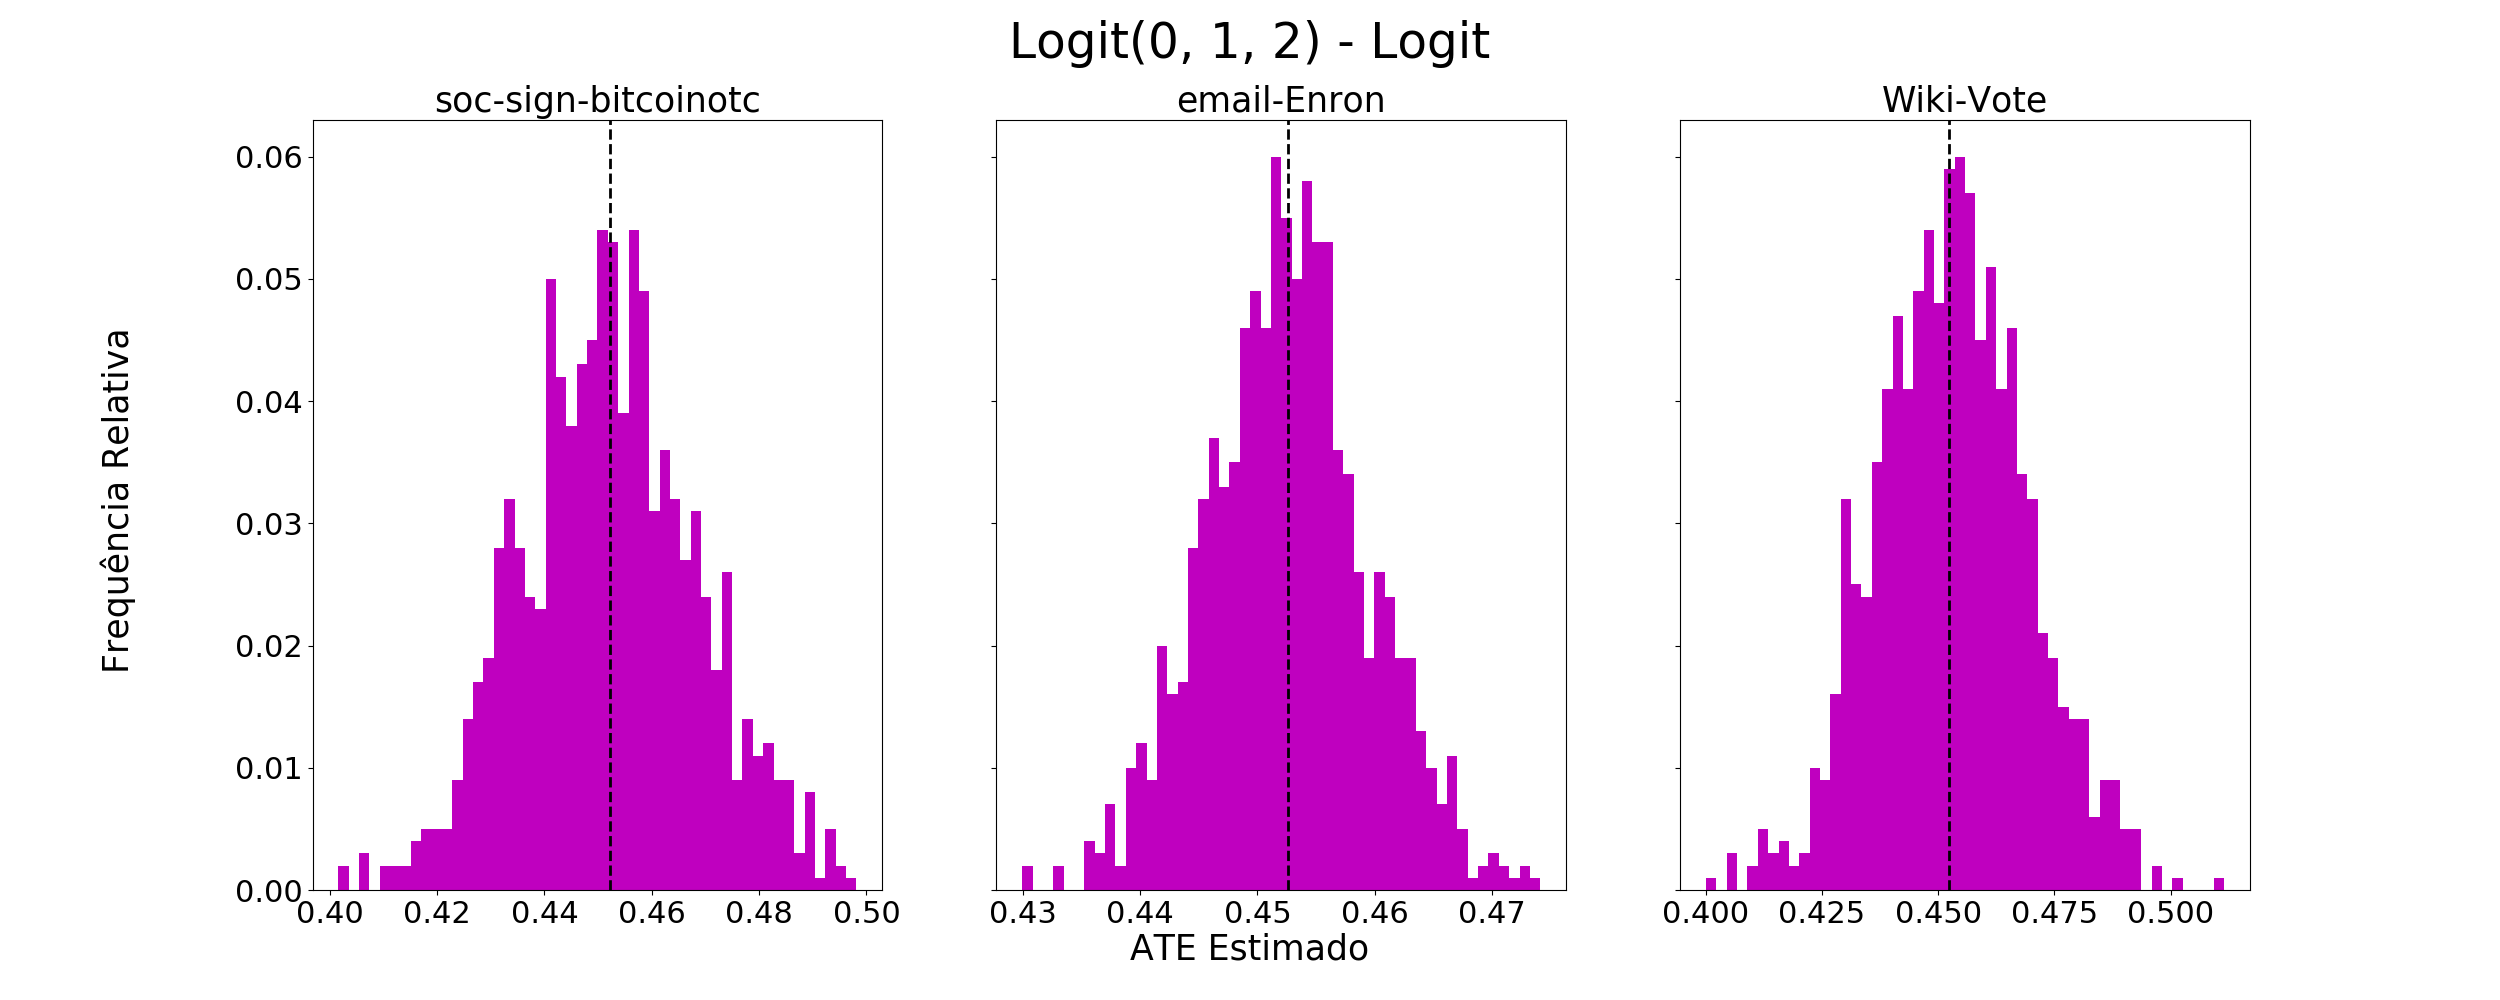 Logit(0, 1, 2) - Logit
soc-sign-bitcoinotc
email-Enron
Wiki-Vote
Frequência Relativa
0.06
0.05
0.04
0.03
0.02
0.01
0.00
0.40 0.42 0.44 0.46 0.48 0.50
0.43 0.44 0.45 0.46 0.47
0.400 0.425 0.450 0.475 0.500
ATE Estimado